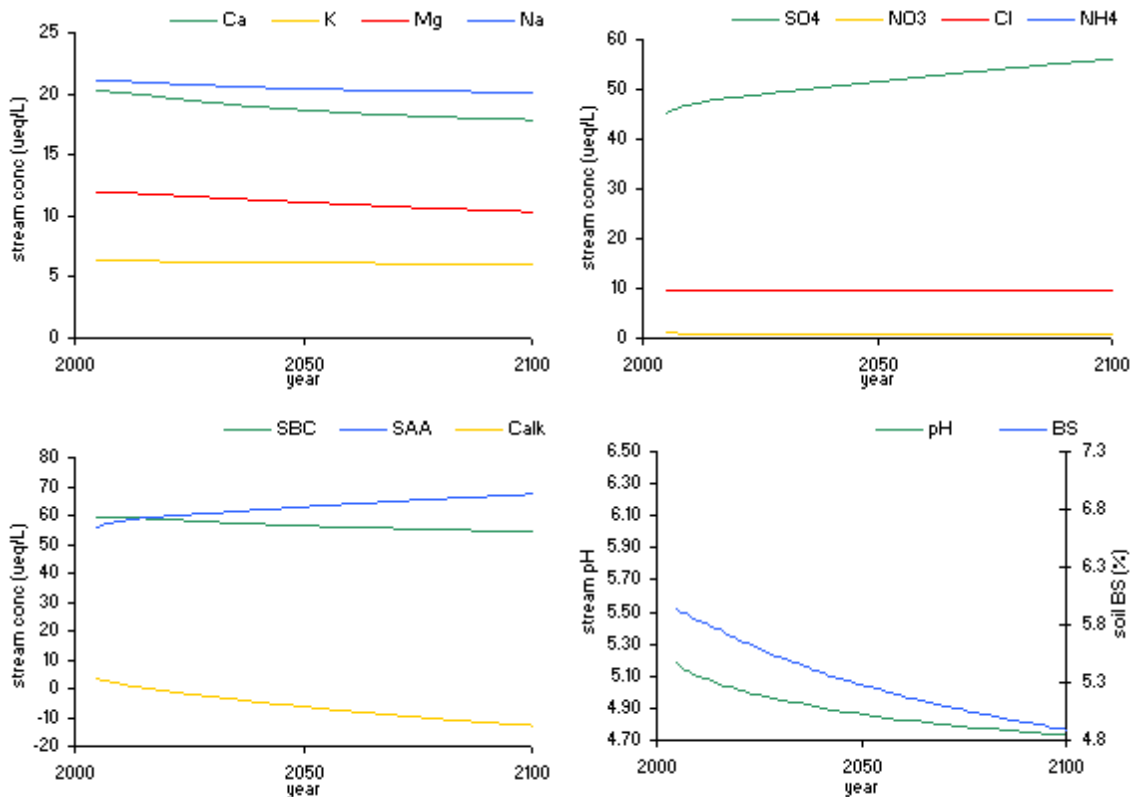 Ca K Mg Na
25
20
15
10
5
0
stream conc (ueq/L)
2000 2050 2100
year
SO4 NO3 Cl NH4
60
50
40
30
20
10
0
stream conc (ueq/L)
2000 2050 2100
year
SBC SAA Calk
80
70
60
50
40
30
20
10
0
-10
-20
stream conc (ueq/L)
2000 2050 2100
year
pH BS
6.50
6.30
6.10
5.90
5.70
5.50
5.30
5.10
4.90
4.70
stream pH
7.3
6.8
6.3
5.8
5.3
4.8
soil BS (%)
2000 2050 2100
year